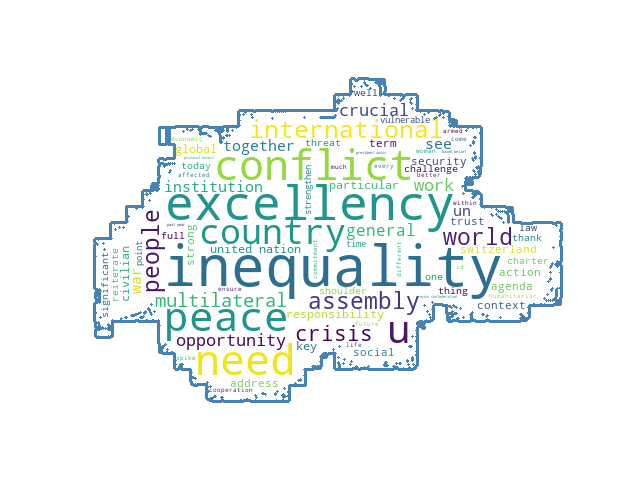 well
crucial
vulnerable
international
economic
global
together
threat
term
see
armed
come
today
conflict
security
challenge
affected
institution
strengthen
particular
every
work
better
much
excellency
within
people
strong
full
country
general
un
trust
world
law
thank
united nation
time
different
switzerland
significant
reiterate
civilian
war
point
inequality
commitment
one
id
charter
action
ensure
multilateral
shoulder
assembly
thing
agenda
humanitarian
peace
responsibility
u
context
future
opportunity
crisis
key
life
social
spike
need
address
cooperation
woman